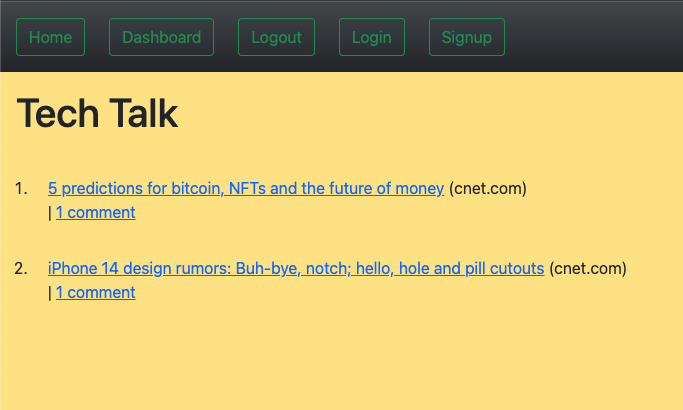 Home Dashboard Logout Login Signup
Tech Talk
1. 5 predictions for bitcoin, NFTs and the future of money (cnet.com)
| 1 comment
2. iPhone 14 design rumors: Buh-bye, notch; hello, hole and pill cutouts (cnet.com)
| 1 comment